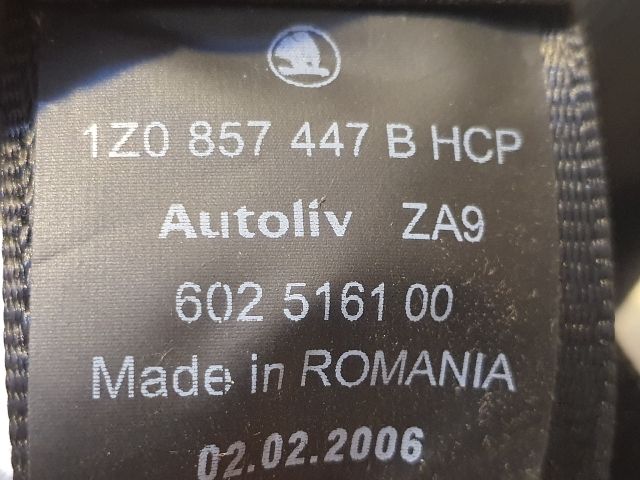 1Z0 857 447 B HCP
Autoliv ZA9
602 5161 00
Made in ROMANIA
02.02.2006